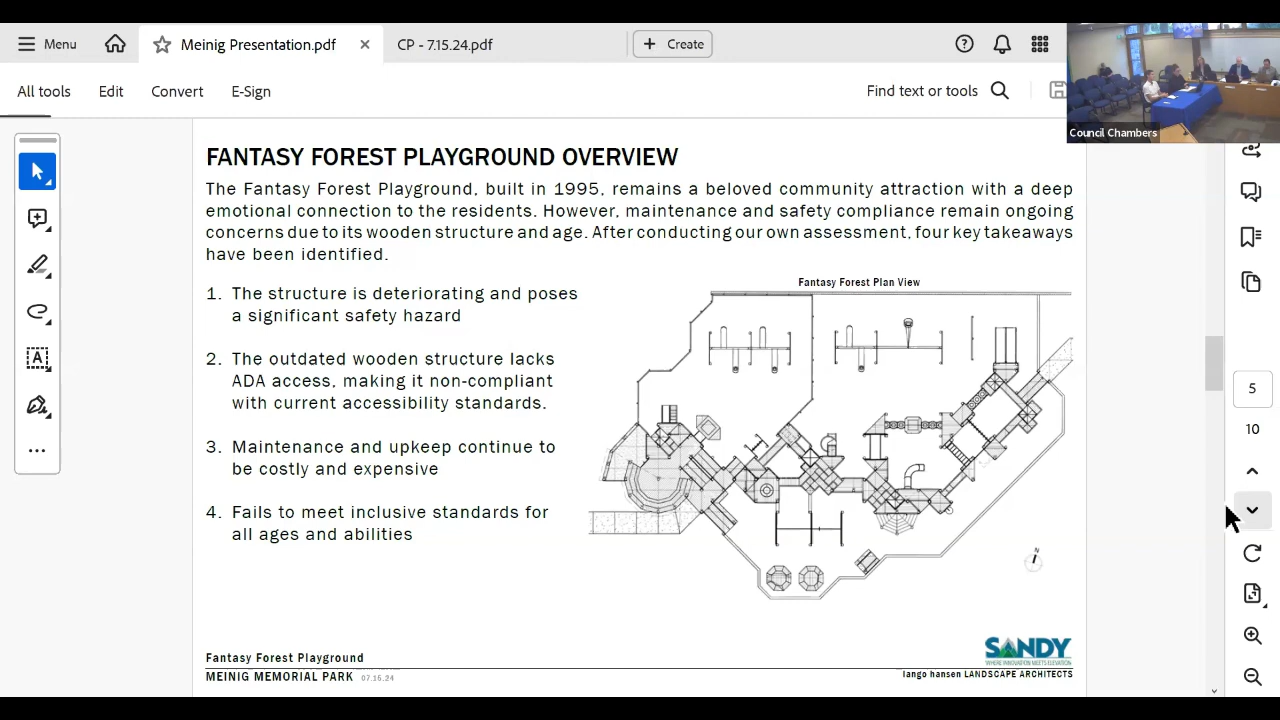 Menu
Meinig Presentation.pdf
CP - 7.15.24.pdf
Create
All tools
Edit
Convert
E-Sign
Find text or tools
Council Chambers
FANTASY FOREST PLAYGROUND OVERVIEW
The Fantasy Forest Playground, built in 1995, remains a beloved community attraction with a deep
emotional connection to the residents. However, maintenance and safety compliance remain ongoing
concerns due to its wooden structure and age. After conducting our own assessment, four key takeaways
have been identified.
1. The structure is deteriorating and poses
a significant safety hazard
2. The outdated wooden structure lacks
ADA access, making it non-compliant
with current accessibility standards.
3. Maintenance and upkeep continue to
be costly and expensive
4. Fails to meet inclusive standards for
all ages and abilities
Fantasy Forest Plan View
N
5
10
Fantasy Forest Playground
MEINIG MEMORIAL PARK 07.15.24
SANDY
WHERE INNOVATION MEETS ELEVATION
lango hansen LANDSCAPE ARCHITECTS